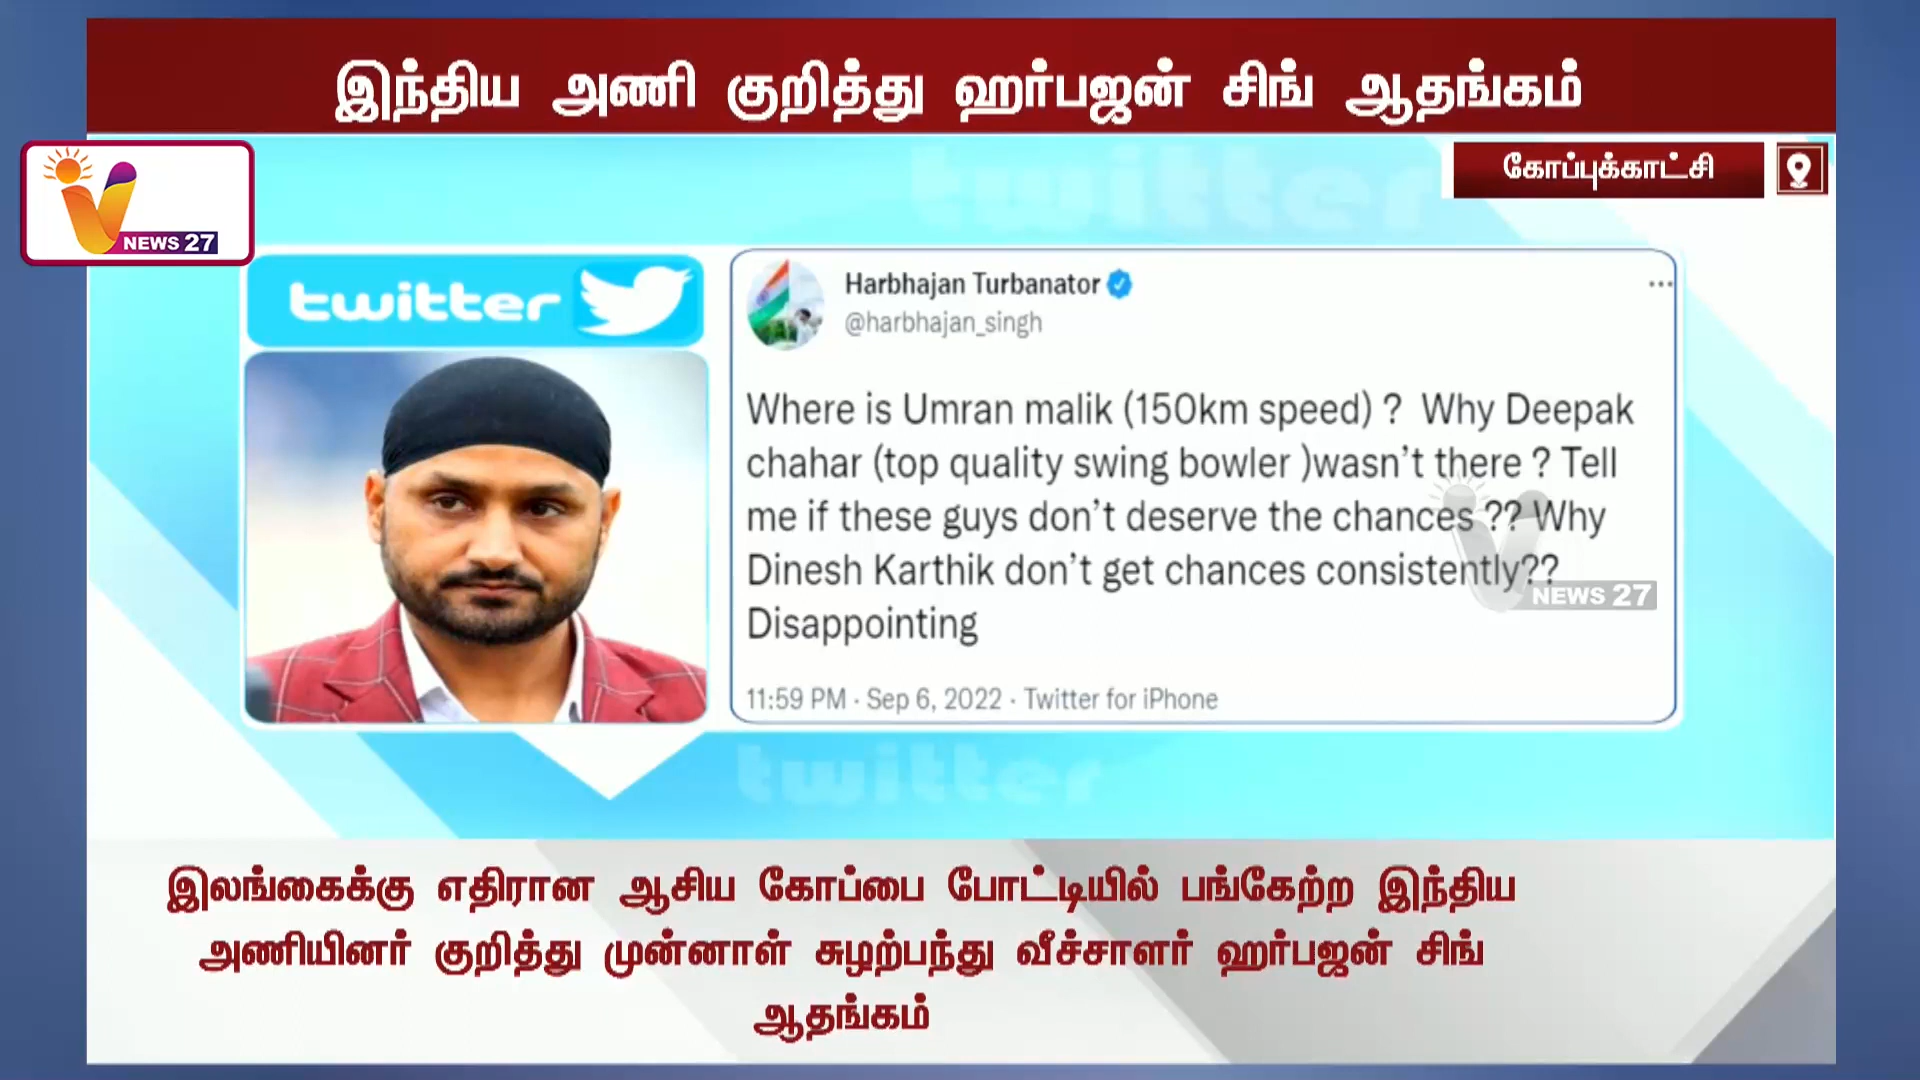 இந்திய அணி குறித்து ஹர்பஜன் சிங் ஆதங்கம்
கோப்புக்காட்சி
NEWS 27
twitter
twitter
Harbhajan Turbanator
@harbhajan_singh
Where is Umran malik (150km speed) ? Why Deepak
chahar (top quality swing bowler )wasn't there ? Tell
me if these guys don't deserve the chances ?? Why
Dinesh Karthik don't get chances consistently??
Disappointing
NEWS 27
11:59 PM · Sep 6, 2022 · Twitter for iPhone
twitter
இலங்கைக்கு எதிரான ஆசிய கோப்பை போட்டியில் பங்கேற்ற இந்திய
அணியினர் குறித்து முன்னாள் சுழற்பந்து வீச்சாளர் ஹர்பஜன் சிங்
ஆதங்கம்